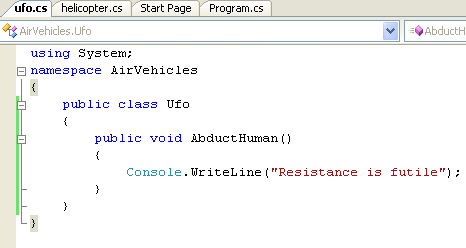 ufo.cs helicopter.cs Start Page Program.cs
AirVehicles.Ufo AbductH
using System;
namespace AirVehicles
{
    public class Ufo
    {
        public void AbductHuman()
        {
            Console.WriteLine("Resistance is futile");
        }
    }
}